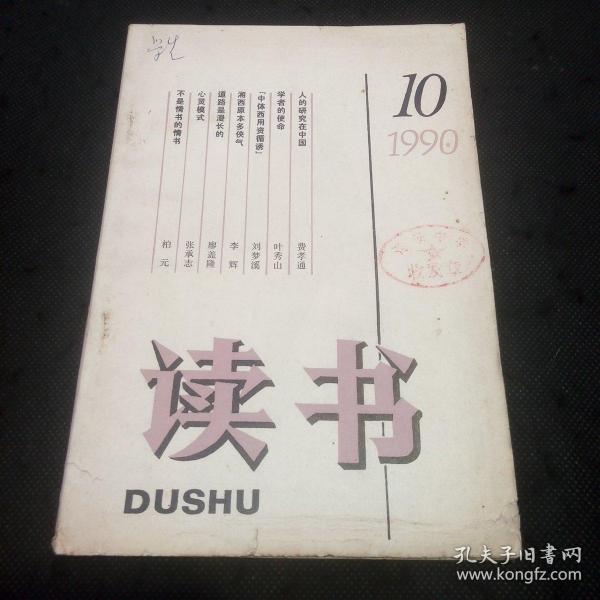 10
1990
人的研究在中国 费孝通
学者的使命 叶秀山
「中体西用资循诱」 刘梦溪
湘西原本多侠气 李辉
道路是漫长的 廖盖隆
心灵模式 张承志
不是情书的情书 柏元
收发章
读书
DUSHU
孔夫子旧书网
www.kongfz.com